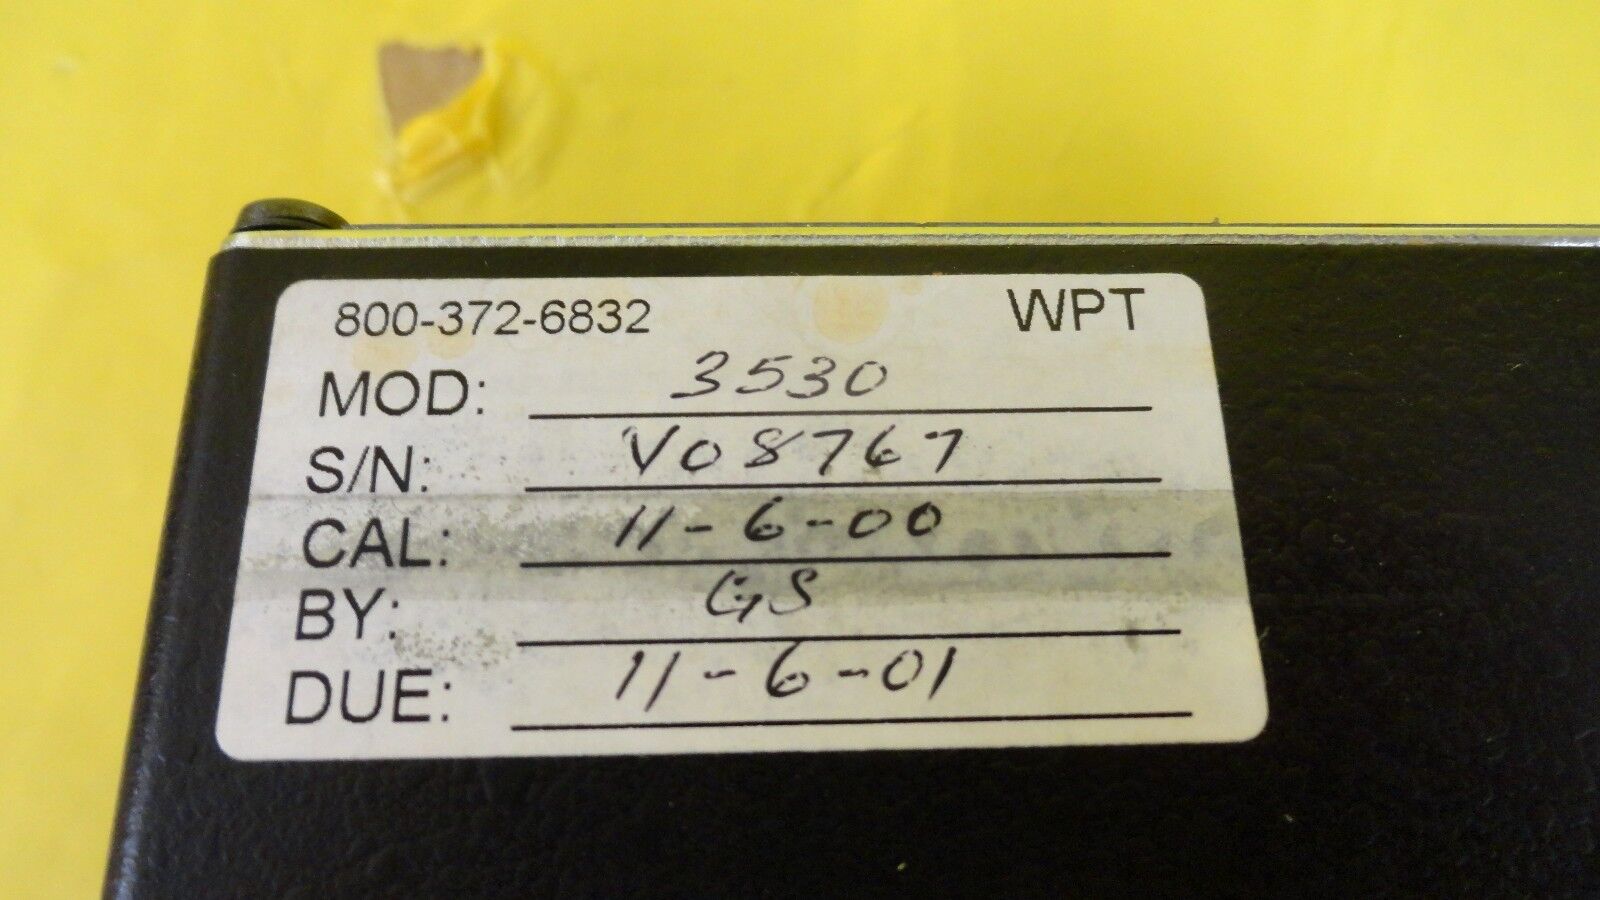 800-372-6832 WPT
MOD: 3530
S/N: V08767
CAL: 11-6-00
BY: GS
DUE: 11-6-01